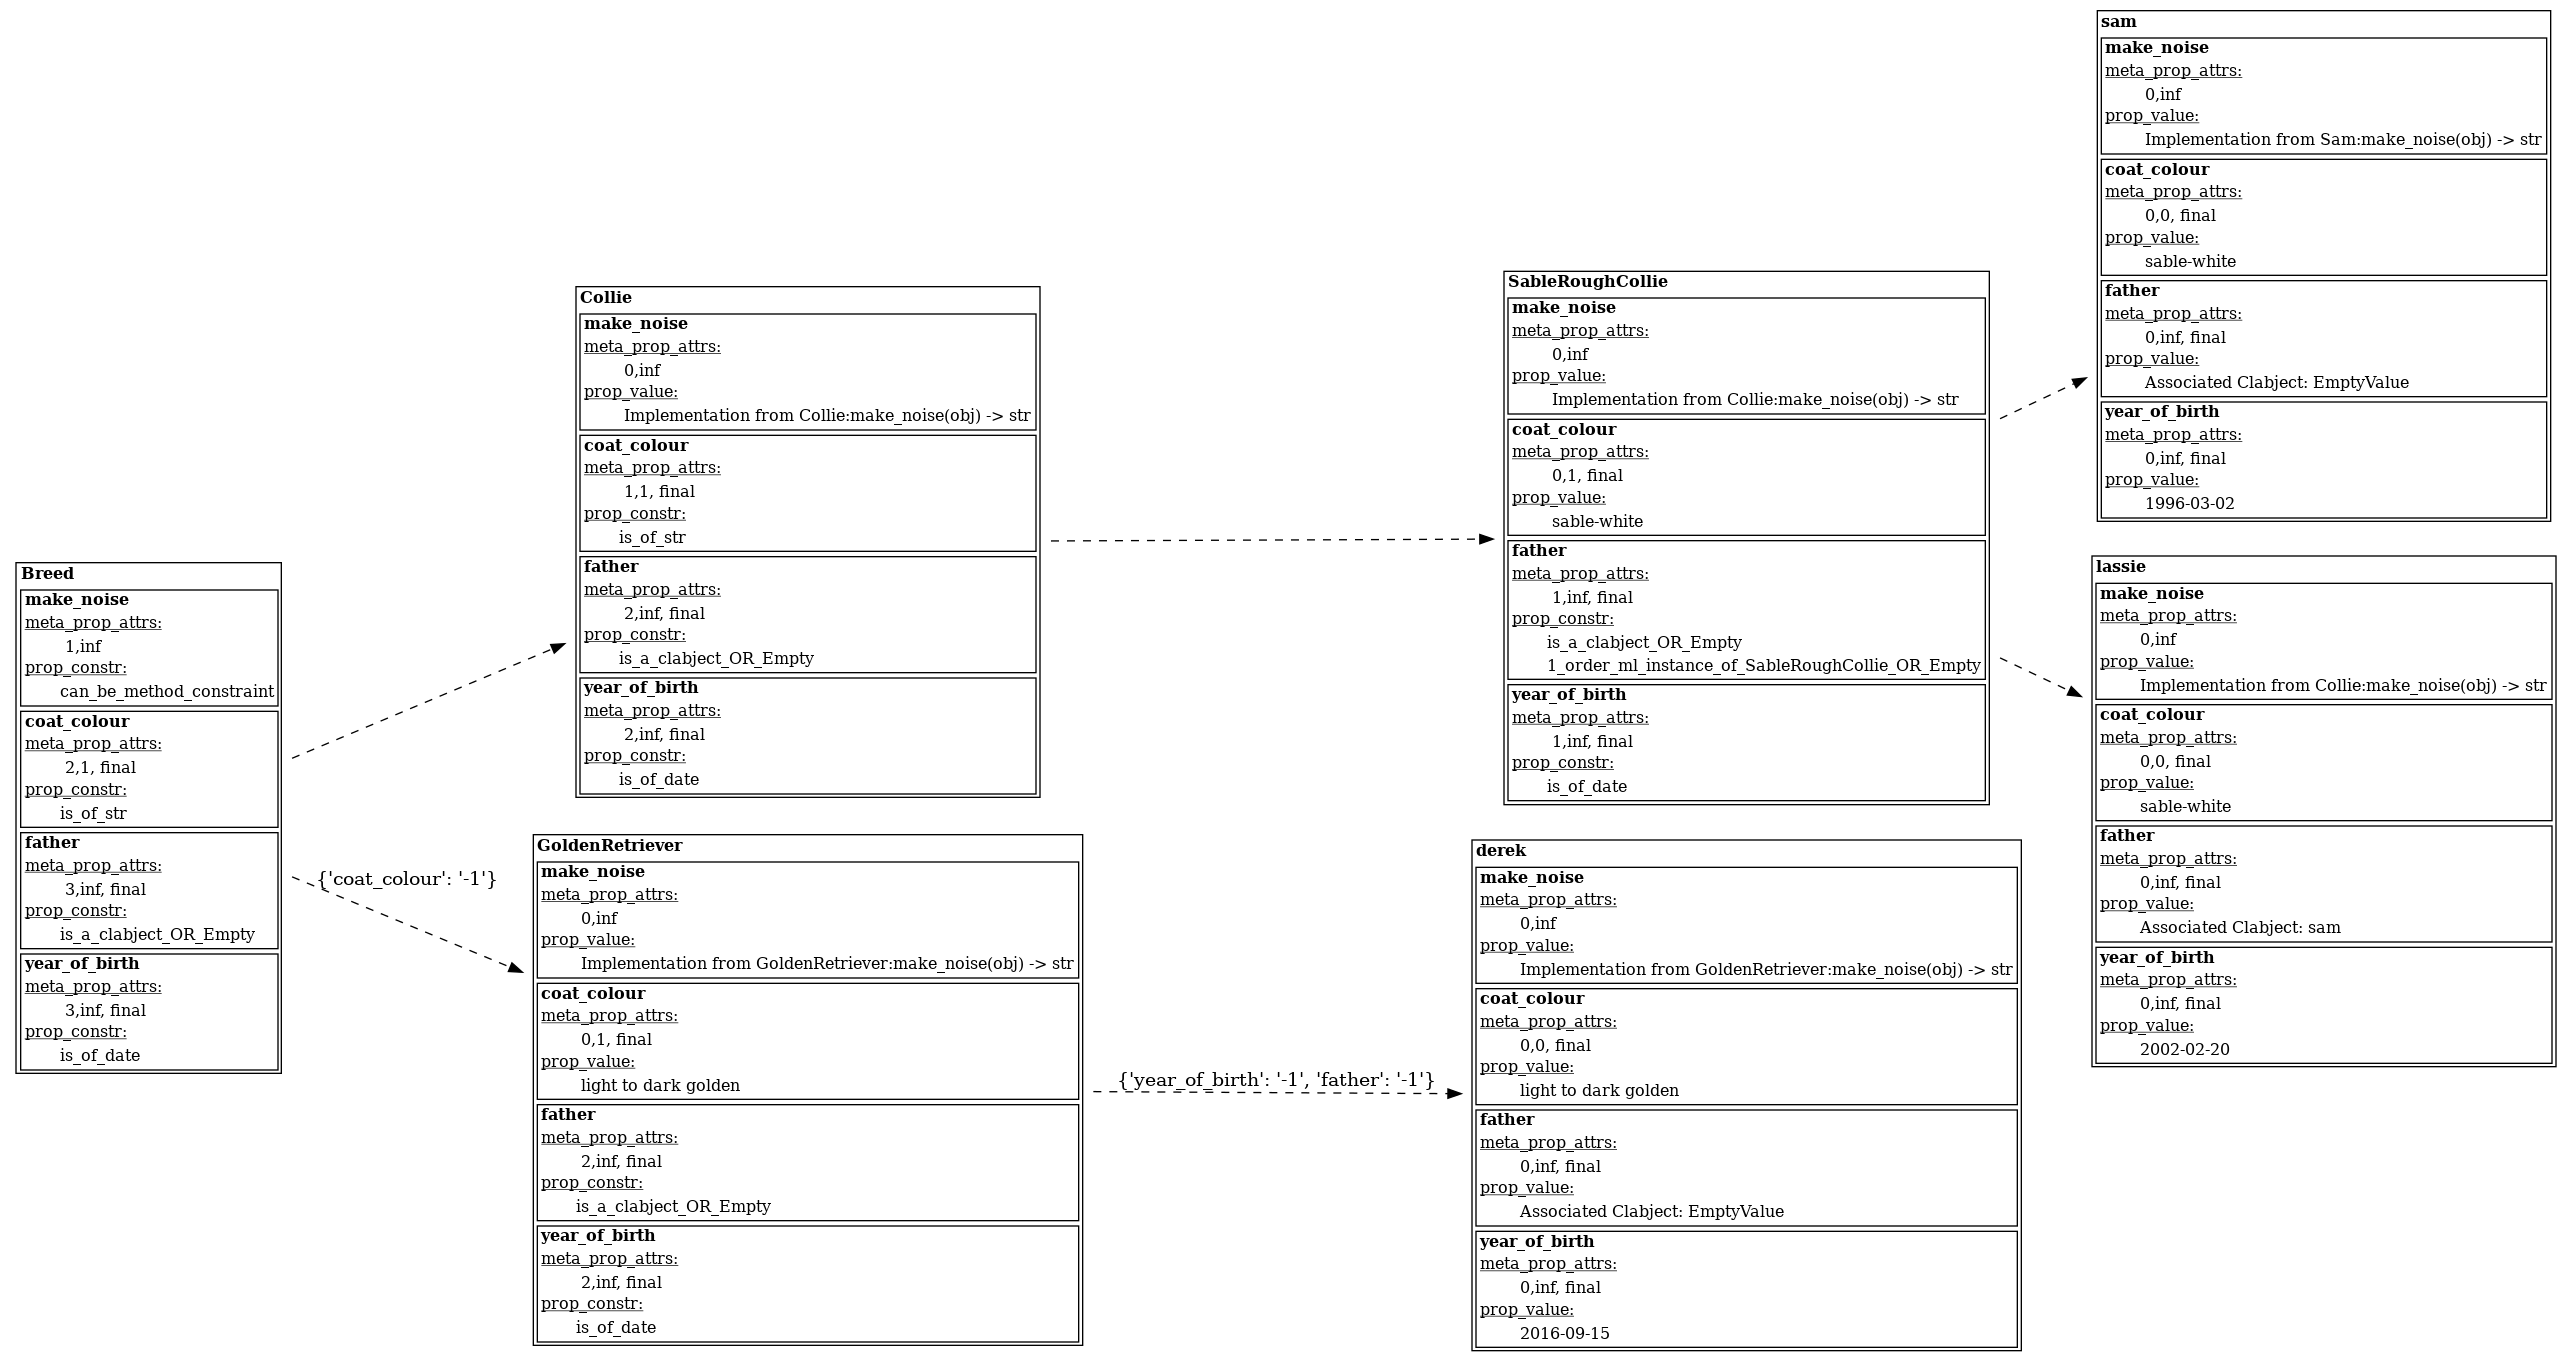 Breed
make_noise
meta_prop_attrs:
1,inf
prop_constr:
can_be_method_constraint
coat_colour
meta_prop_attrs:
2,1, final
prop_constr:
is_of_str
father
meta_prop_attrs:
3,inf, final
prop_constr:
is_a_clabject_OR_Empty
year_of_birth
meta_prop_attrs:
3,inf, final
prop_constr:
is_of_date
{'coat_colour': '-1'}
Collie
make_noise
meta_prop_attrs:
0,inf
prop_value:
Implementation from Collie:make_noise(obj) -> str
coat_colour
meta_prop_attrs:
1,1, final
prop_constr:
is_of_str
father
meta_prop_attrs:
2,inf, final
prop_constr:
is_a_clabject_OR_Empty
year_of_birth
meta_prop_attrs:
2,inf, final
prop_constr:
is_of_date
GoldenRetriever
make_noise
meta_prop_attrs:
0,inf
prop_value:
Implementation from GoldenRetriever:make_noise(obj) -> str
coat_colour
meta_prop_attrs:
0,1, final
prop_value:
light to dark golden
father
meta_prop_attrs:
2,inf, final
prop_constr:
is_a_clabject_OR_Empty
year_of_birth
meta_prop_attrs:
2,inf, final
prop_constr:
is_of_date
{'year_of_birth': '-1', 'father': '-1'}
SableRoughCollie
make_noise
meta_prop_attrs:
0,inf
prop_value:
Implementation from Collie:make_noise(obj) -> str
coat_colour
meta_prop_attrs:
0,1, final
prop_value:
sable-white
father
meta_prop_attrs:
1,inf, final
prop_constr:
is_a_clabject_OR_Empty
1_order_ml_instance_of_SableRoughCollie_OR_Empty
year_of_birth
meta_prop_attrs:
1,inf, final
prop_constr:
is_of_date
derek
make_noise
meta_prop_attrs:
0,inf
prop_value:
Implementation from GoldenRetriever:make_noise(obj) -> str
coat_colour
meta_prop_attrs:
0,0, final
prop_value:
light to dark golden
father
meta_prop_attrs:
0,inf, final
prop_value:
Associated Clabject: EmptyValue
year_of_birth
meta_prop_attrs:
0,inf, final
prop_value:
2016-09-15
sam
make_noise
meta_prop_attrs:
0,inf
prop_value:
Implementation from Sam:make_noise(obj) -> str
coat_colour
meta_prop_attrs:
0,0, final
prop_value:
sable-white
father
meta_prop_attrs:
0,inf, final
prop_value:
Associated Clabject: EmptyValue
year_of_birth
meta_prop_attrs:
0,inf, final
prop_value:
1996-03-02
lassie
make_noise
meta_prop_attrs:
0,inf
prop_value:
Implementation from Collie:make_noise(obj) -> str
coat_colour
meta_prop_attrs:
0,0, final
prop_value:
sable-white
father
meta_prop_attrs:
0,inf, final
prop_value:
Associated Clabject: sam
year_of_birth
meta_prop_attrs:
0,inf, final
prop_value:
2002-02-20